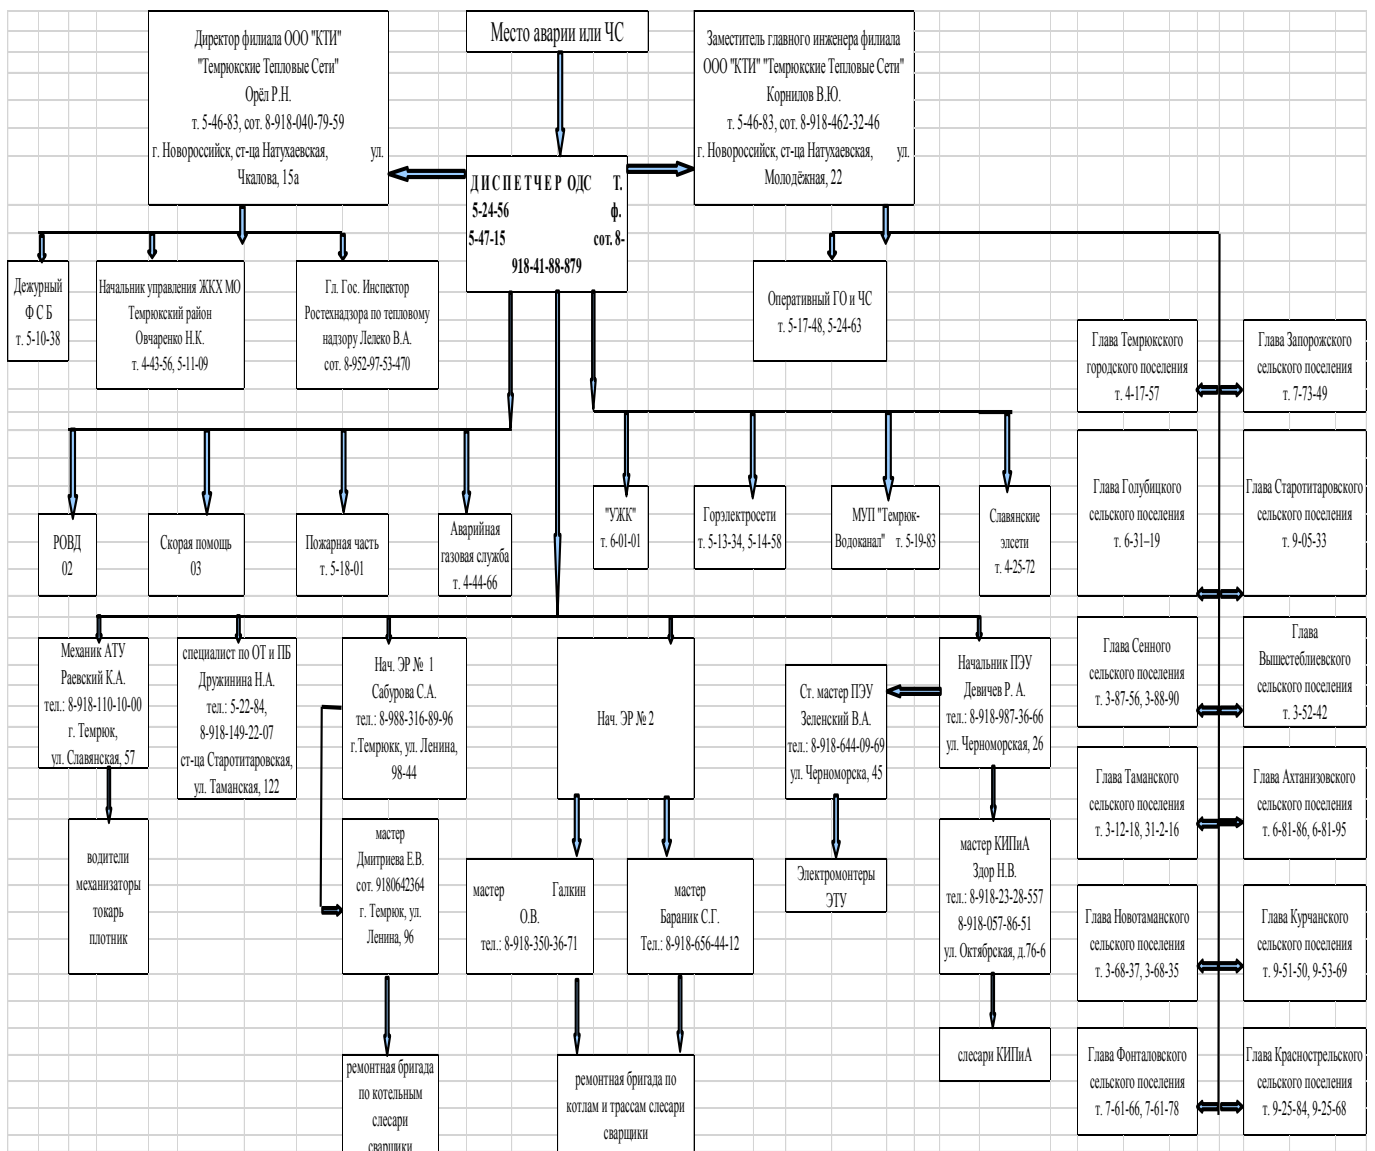 Место аварии или ЧС
Директор филиала ООО "КТИ"
"Темрюкские Тепловые Сети"
Орёл Р.Н.
т. 5-46-83, сот. 8-918-040-79-59
г. Новороссийск, ст-ца Натухаевская, ул.
Чкалова, 15а
Заместитель главного инженера филиала
ООО "КТИ" "Темрюкские Тепловые Сети"
Корнилов В.Ю.
т. 5-46-83, сот. 8-918-462-32-46
г. Новороссийск, ст-ца Натухаевская, ул.
Молодёжная, 22
Д И С П Е Т Ч Е Р ОДС Т.
5-24-56 ф.
5-47-15 сот. 8-
918-41-88-879
Дежурный
Ф С Б
т. 5-10-38
Начальник управления ЖКХ МО
Темрюкский район
Овчаренко Н.К.
т. 4-43-56, 5-11-09
Гл. Гос. Инспектор
Ростехнадзора по тепловому
надзору Лелеко В.А.
сот. 8-952-97-53-470
Оперативный ГО и ЧС
т. 5-17-48, 5-24-63
Глава Темрюкского
городского поселения
т. 4-17-57
Глава Запорожского
сельского поселения
т. 7-73-49
Глава Голубицкого
сельского поселения
т. 6-31–19
Глава Старотитаровского
сельского поселения
т. 9-05-33
РОВД
02
Скорая помощь
03
Пожарная часть
т. 5-18-01
Аварийная
газовая служба
т. 4-44-66
"УЖК"
т. 6-01-01
Горэлектросети
т. 5-13-34, 5-14-58
МУП "Темрюк-
Водоканал" т. 5-19-83
Славянские
элсети
т. 4-25-72
Механик АТУ
Раевский К.А.
тел.: 8-918-110-10-00
г. Темрюк,
ул. Славянская, 57
специалист по ОТ и ПБ
Дружинина Н.А.
тел.: 5-22-84,
8-918-149-22-07
ст-ца Старотитаровская,
ул. Таманская, 122
Нач. ЭР № 1
Сабурова С.А.
тел.: 8-988-316-89-96
г.Темрюкк, ул. Ленина,
98-44
Нач. ЭР № 2
Ст. мастер ПЭУ
Зеленский В.А.
тел.: 8-918-644-09-69
ул. Черноморска, 45
Начальник ПЭУ
Девичев Р. А.
тел.: 8-918-987-36-66
ул. Черноморская, 26
Глава Сенного
сельского поселения
т. 3-87-56, 3-88-90
Глава
Вышестеблиевского
сельского поселения
т. 3-52-42
Глава Таманского
сельского поселения
т. 3-12-18, 31-2-16
Глава Ахтанизовского
сельского поселения
т. 6-81-86, 6-81-95
водители
механизаторы
токарь
плотник
мастер
Дмитриева Е.В.
сот. 9180642364
г. Темрюк, ул.
Ленина, 96
мастер Галкин
О.В.
тел.: 8-918-350-36-71
мастер
Бараник С.Г.
Тел.: 8-918-656-44-12
Электромонтеры
ЭТУ
мастер КИПиА
Здор Н.В.
тел.: 8-918-23-28-557
8-918-057-86-51
ул. Октябрская, д.76-6
Глава Новотаманского
сельского поселения
т. 3-68-37, 3-68-35
Глава Курчанского
сельского поселения
т. 9-51-50, 9-53-69
ремонтная бригада
по котельным
слесари
сварщики
ремонтная бригада по
котлам и трассам слесари
сварщики
слесари КИПиА
Глава Фонталовского
сельского поселения
т. 7-61-66, 7-61-78
Глава Краснострельского
сельского поселения
т. 9-25-84, 9-25-68